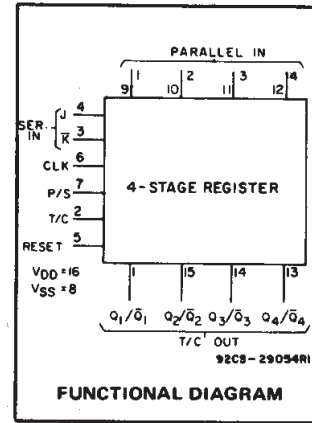 PARALLEL IN
1 2 3 4
9 10 11 12
J 4
SER. IN
K̅ 3
CLK 6
P/S 7
4-STAGE REGISTER
T/C 2
RESET 5
VDD = 16
VSS = 8
1 15 14 13
Q1/Q̅1 Q2/Q̅2 Q3/Q̅3 Q4/Q̅4
T/C OUT
92CS-29054RI
FUNCTIONAL DIAGRAM